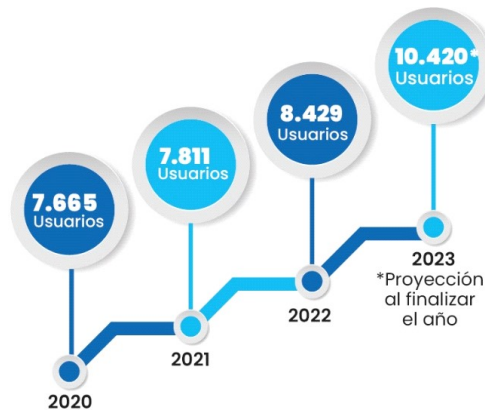 7.665
Usuarios
2020
7.811
Usuarios
2021
8.429
Usuarios
2022
10.420*
Usuarios
2023
*Proyección
al finalizar
el año